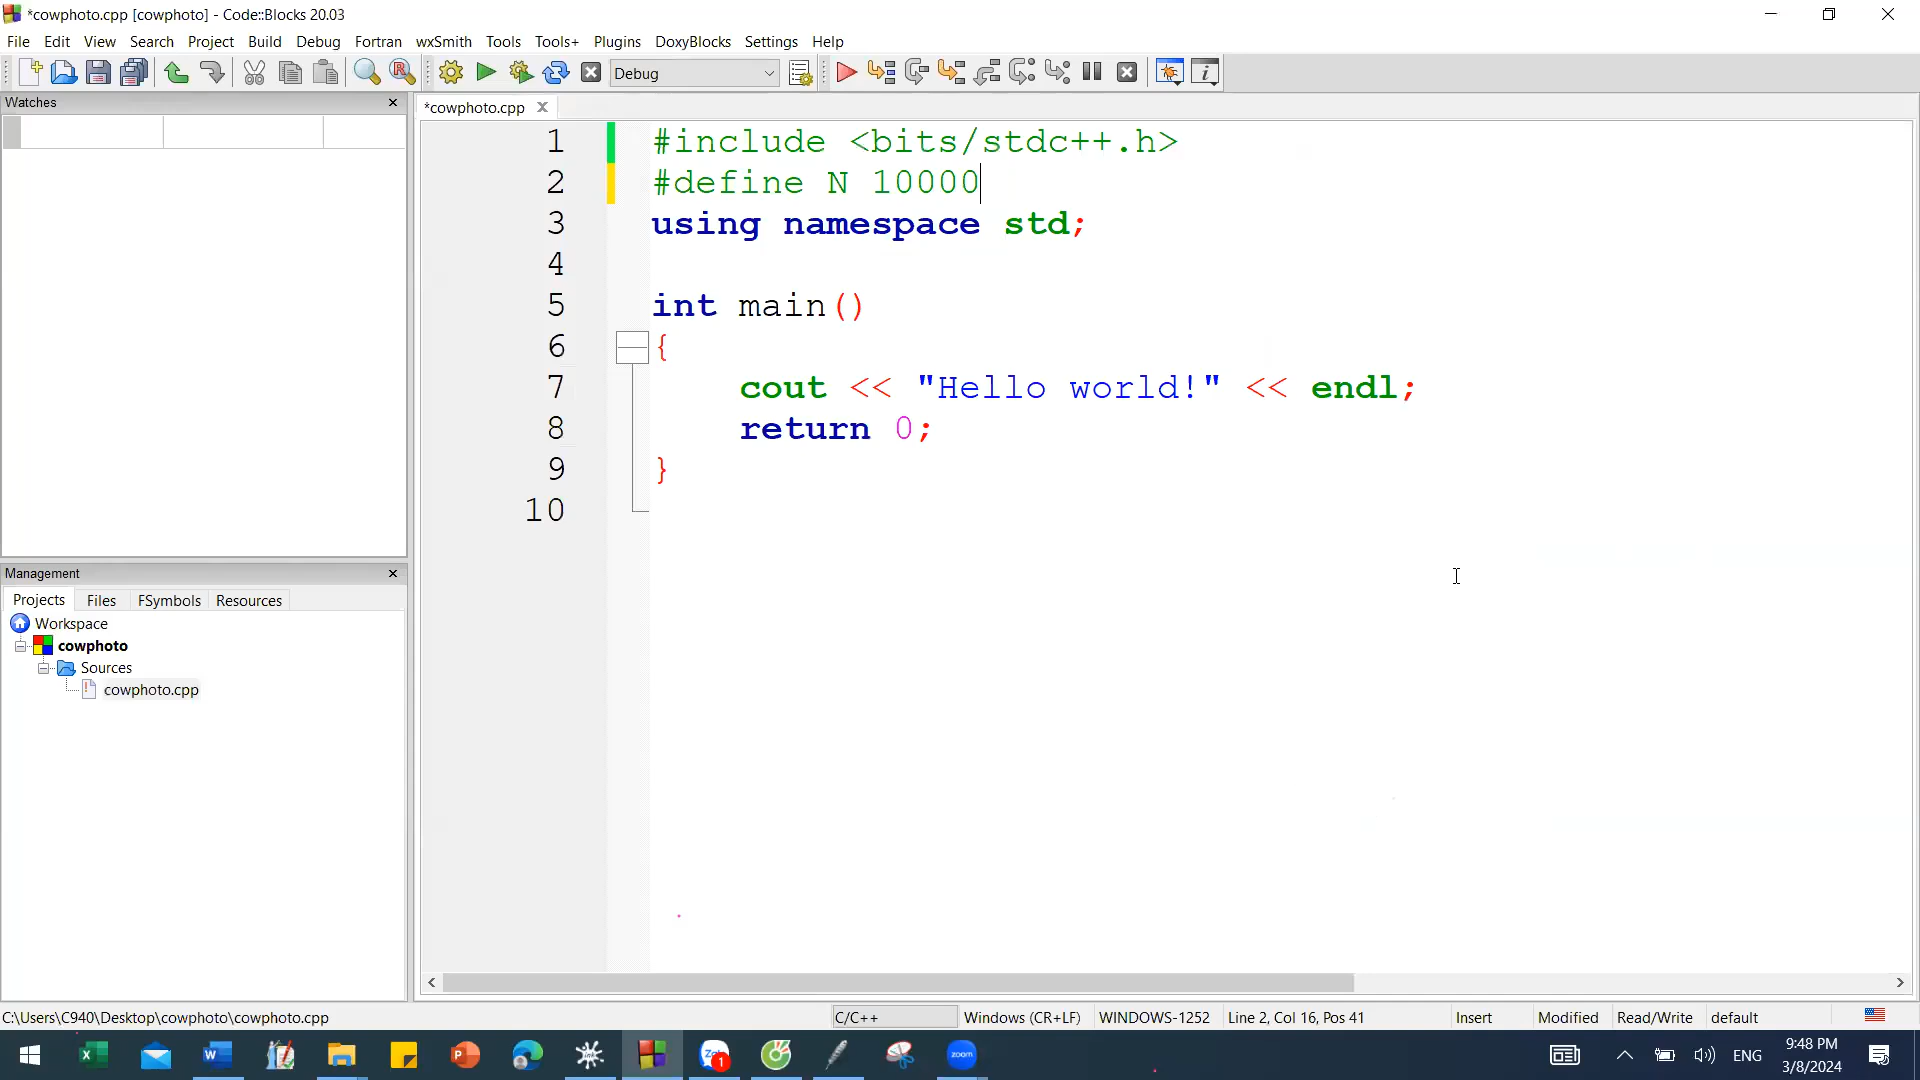 *cowphoto.cpp [cowphoto] - Code::Blocks 20.03
File Edit View Search Project Build Debug Fortran wxSmith Tools Tools+ Plugins DoxyBlocks Settings Help
Debug
Watches
*cowphoto.cpp
1 #include <bits/stdc++.h>
2 #define N 10000
3 using namespace std;
4
5 int main()
6 {
7 cout << "Hello world!" << endl;
8 return 0;
9 }
10
Management
Projects Files FSymbols Resources
Workspace
cowphoto
Sources
cowphoto.cpp
C:\Users\C940\Desktop\cowphoto\cowphoto.cpp C/C++ Windows (CR+LF) WINDOWS-1252 Line 2, Col 16, Pos 41 Insert Modified Read/Write default
zoom
1
ENG
9:48 PM
3/8/2024